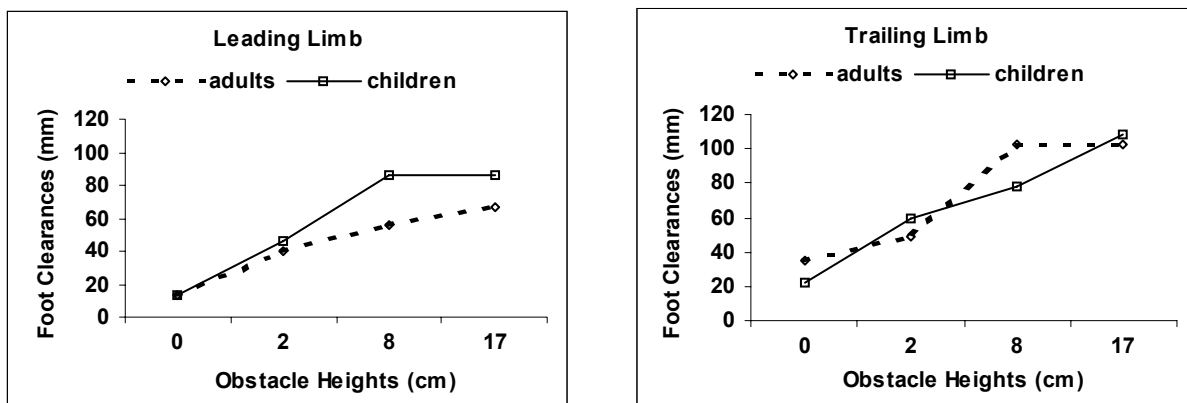 Leading Limb
adults children
Foot Clearances (mm)
120
100
80
60
40
20
0
0 2 8 17
Obstacle Heights (cm)
Trailing Limb
adults children
Foot Clearances (mm)
120
100
80
60
40
20
0
0 2 8 17
Obstacle Heights (cm)